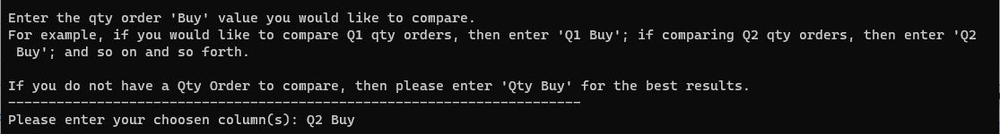 Enter the qty order 'Buy' value you would like to compare.
For example, if you would like to compare Q1 qty orders, then enter 'Q1 Buy'; if comparing Q2 qty orders, then enter 'Q2
Buy'; and so on and so forth.
If you do not have a Qty Order to compare, then please enter 'Qty Buy' for the best results.
-----------------------------------------------------------------------
Please enter your choosen column(s): Q2 Buy